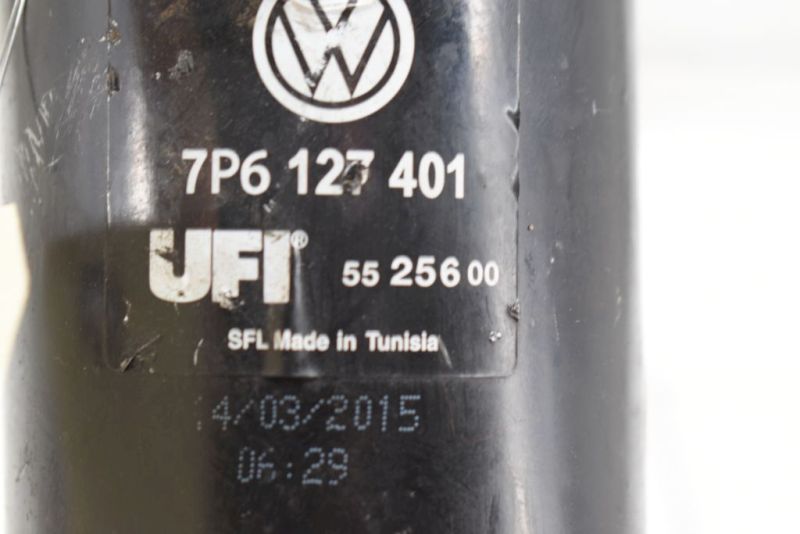 7P6 127 401
UFI® 55 256 00
SFL Made in Tunisia
4/03/2015
06:29